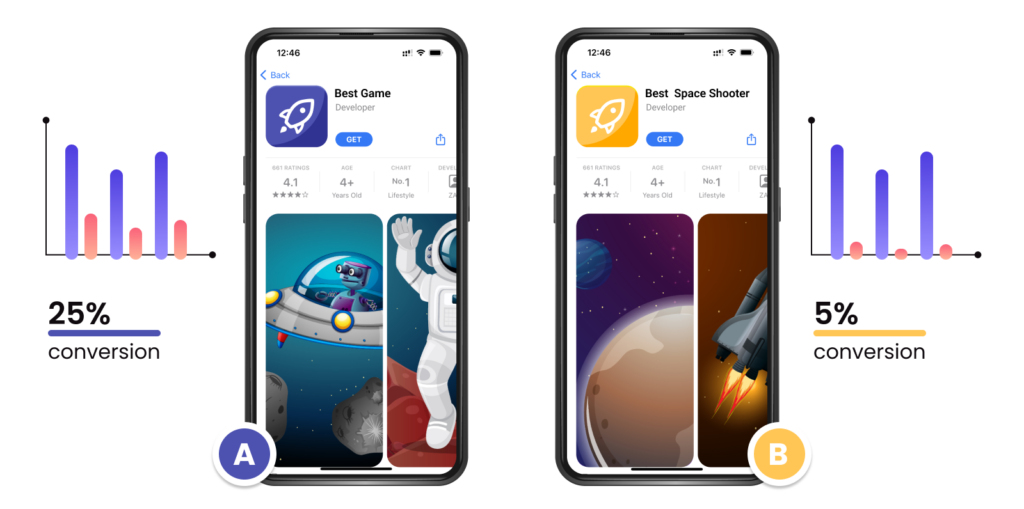 25%
conversion
12:46
Back
Best Game
Developer
GET
661 RATINGS
4.1
★★★★☆
AGE
4+
Years Old
CHART
No.1
Lifestyle
DEVEL
ZA
A
12:46
Back
Best  Space Shooter
Developer
GET
661 RATINGS
4.1
★★★★☆
AGE
4+
Years Old
CHART
No.1
Lifestyle
DEVEL
ZA
B
5%
conversion